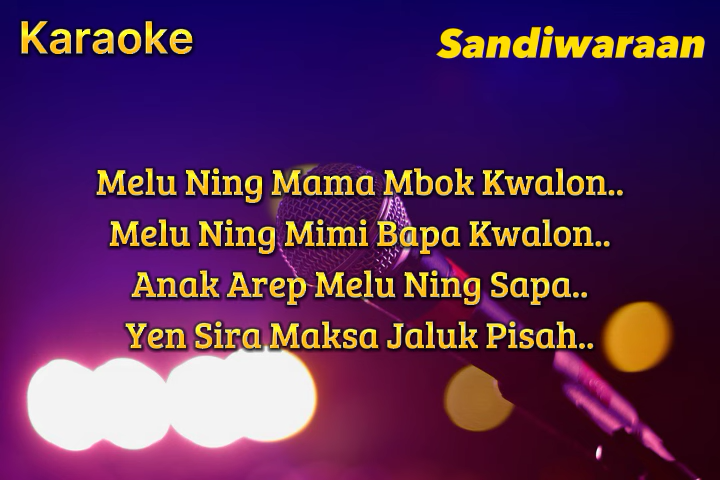 Karaoke
Sandiwaraan
Melu Ning Mama Mbok Kwalon..
Melu Ning Mimi Bapa Kwalon..
Anak Arep Melu Ning Sapa..
Yen Sira Maksa Jaluk Pisah..